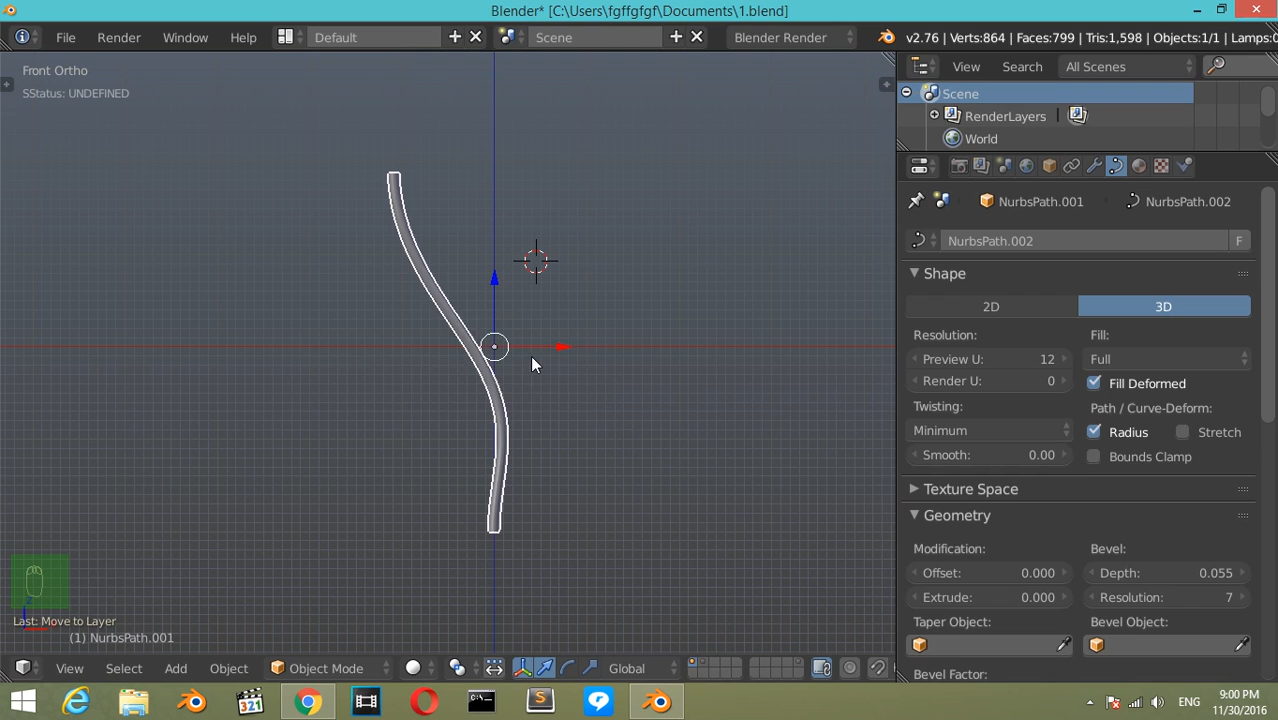 Blender* [C:\Users\fgffgfgf\Documents\1.blend]
File Render Window Help Default Scene Blender Render v2.76 | Verts:864 | Faces:799 | Tris:1,598 | Objects:1/1 | Lamps:0
Front Ortho
SStatus: UNDEFINED
View Search All Scenes
Scene
RenderLayers
World
NurbsPath.001 NurbsPath.002
NurbsPath.002 F
Shape
2D 3D
Resolution: Fill:
Preview U: 12 Full
Render U: 0 Fill Deformed
Twisting: Path / Curve-Deform:
Minimum Radius Stretch
Smooth: 0.00 Bounds Clamp
Texture Space
Geometry
Modification: Bevel:
Offset: 0.000 Depth: 0.055
Extrude: 0.000 Resolution: 7
Taper Object: Bevel Object:
Bevel Factor:
Last: Move to Layer
(1) NurbsPath.001
View Select Add Object Object Mode Global
321 ENG 9:00 PM
11/30/2016